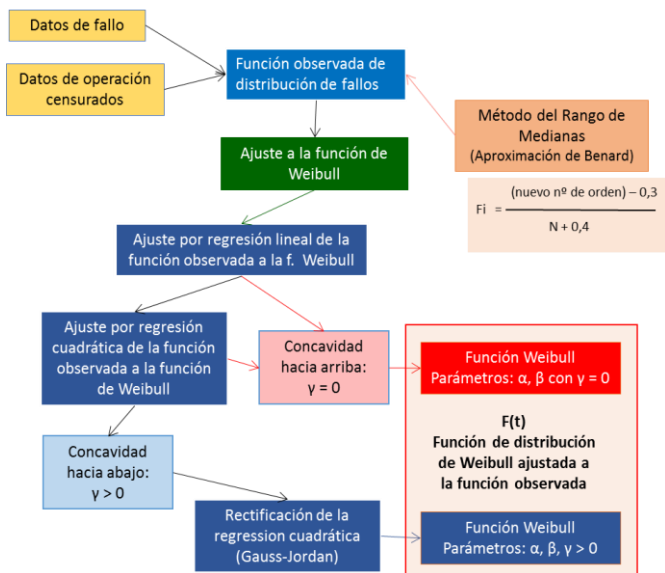 Datos de fallo
Datos de operación
censurados
Función observada de
distribución de fallos
Método del Rango de
Medianas
(Aproximación de Benard)
Ajuste a la función de
Weibull
Fi = (nuevo nº de orden) – 0,3
N + 0,4
Ajuste por regresión lineal de la
función observada a la f. Weibull
Ajuste por regresión
cuadrática de la función
observada a la función
de Weibull
Concavidad
hacia arriba:
γ = 0
Función Weibull
Parámetros: α, β con γ = 0
F(t)
Función de distribución
de Weibull ajustada a
la función observada
Concavidad
hacia abajo:
γ > 0
Rectificación de la
regression cuadrática
(Gauss-Jordan)
Función Weibull
Parámetros: α, β, γ > 0